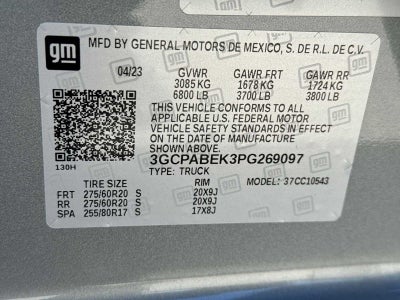 gm
MFD BY GENERAL MOTORS DE MEXICO, S. DE R.L. DE C.V.
04/23 GVWR GAWR FRT GAWR RR
3085 KG 1678 KG 1724 KG
6800 LB 3700 LB 3800 LB
THIS VEHICLE CONFORMS TO ALL
APPLICABLE U.S. FEDERAL MOTOR
VEHICLE SAFETY STANDARDS IN
EFFECT ON THE DATE OF
MANUFACTURE SHOWN ABOVE.
3GCPABEK3PG269097
130H TYPE: TRUCK
TIRE SIZE RIM MODEL: 37CC10543
FRT 275/60R20 S 20X9J
RR 275/60R20 S 20X9J
SPA 255/80R17 S 17X8J